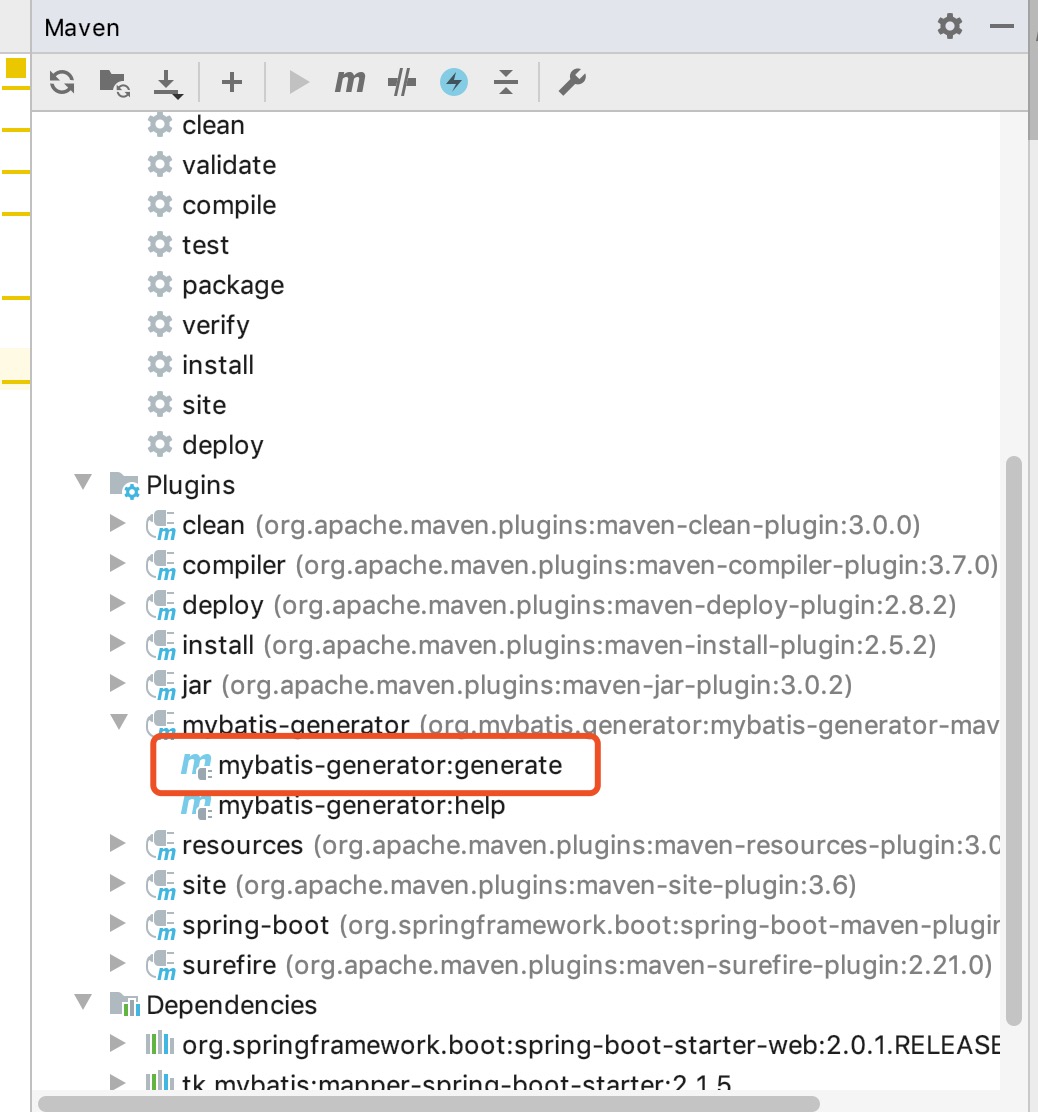 Maven
clean
validate
compile
test
package
verify
install
site
deploy
Plugins
clean (org.apache.maven.plugins:maven-clean-plugin:3.0.0)
compiler (org.apache.maven.plugins:maven-compiler-plugin:3.7.0)
deploy (org.apache.maven.plugins:maven-deploy-plugin:2.8.2)
install (org.apache.maven.plugins:maven-install-plugin:2.5.2)
jar (org.apache.maven.plugins:maven-jar-plugin:3.0.2)
mybatis-generator (org.mybatis.generator:mybatis-generator-mav
mybatis-generator:generate
mybatis-generator:help
resources (org.apache.maven.plugins:maven-resources-plugin:3.0
site (org.apache.maven.plugins:maven-site-plugin:3.6)
spring-boot (org.springframework.boot:spring-boot-maven-plugin
surefire (org.apache.maven.plugins:maven-surefire-plugin:2.21.0)
Dependencies
org.springframework.boot:spring-boot-starter-web:2.0.1.RELEASE
tk.mybatis:mapper-spring-boot-starter:2.1.5